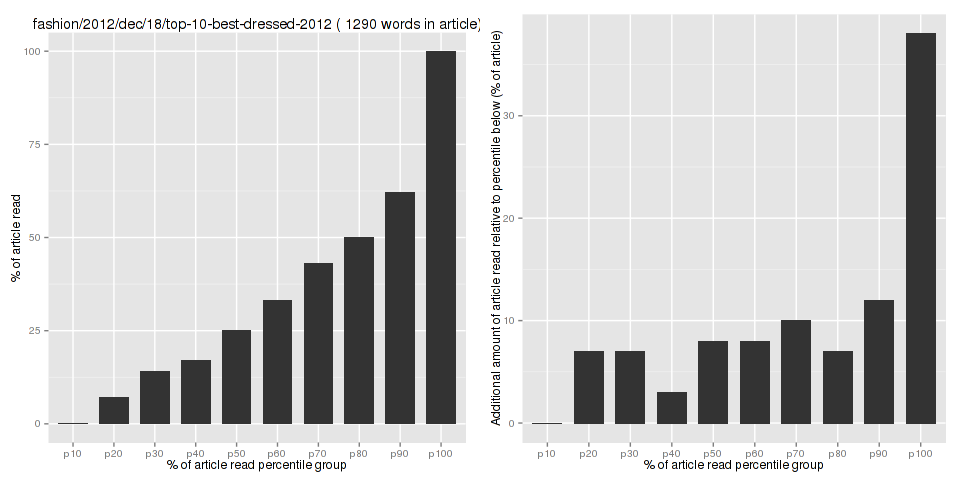 fashion/2012/dec/18/top-10-best-dressed-2012 ( 1290 words in article)
% of article read
100
75
50
25
0
p10 p20 p30 p40 p50 p60 p70 p80 p90 p100
% of article read percentile group
Additional amount of article read relative to percentile below (% of article)
30
20
10
0
p10 p20 p30 p40 p50 p60 p70 p80 p90 p100
% of article read percentile group